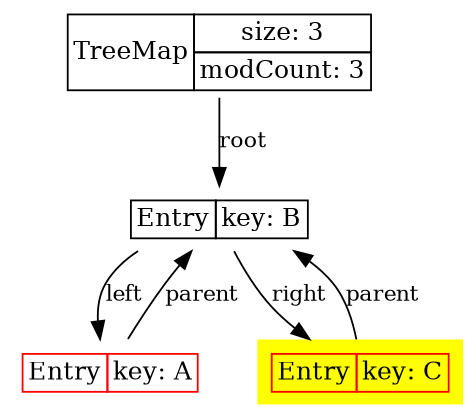 TreeMap
size: 3
modCount: 3
root
Entry key: B
left
parent
right
parent
Entry key: A
Entry key: C